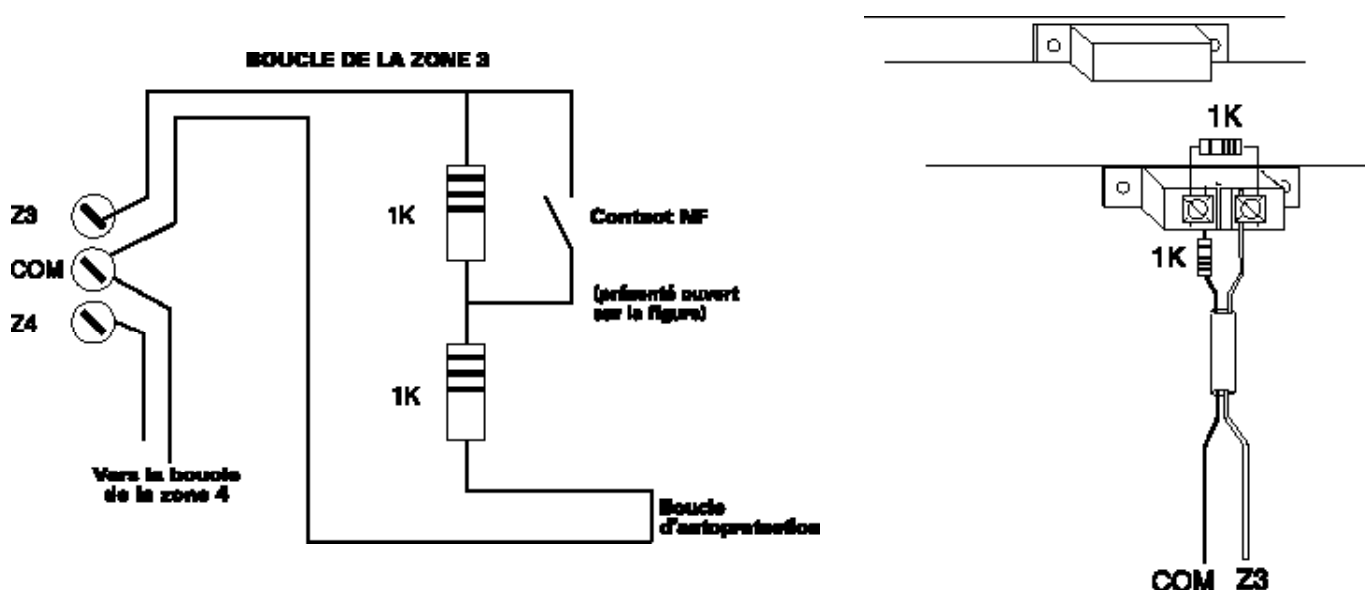 BOUCLE DE LA ZONE 3
Z3
COM
Z4
1K
Contact NF
(présenté ouvert
sur la figure)
1K
Vers la boucle
de la zone 4
Boucle
d'autoprotection
1K
1K
COM Z3